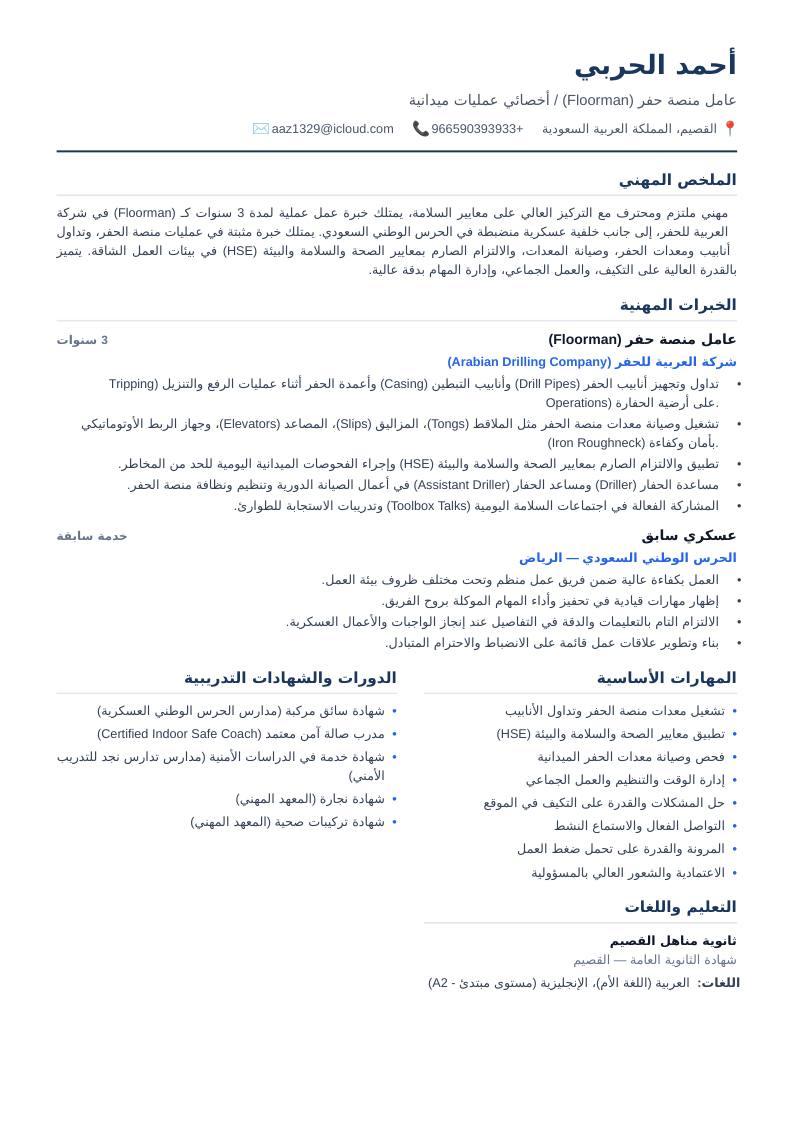 أحمد الحربي
عامل منصة حفر (Floorman) / أخصائي عمليات ميدانية
📍 القصيم، المملكة العربية السعودية 📞966590393933+ ✉️aaz1329@icloud.com
الملخص المهني
مهني ملتزم ومحترف مع التركيز العالي على معايير السلامة، يمتلك خبرة عمل عملية لمدة 3 سنوات كـ (Floorman) في شركة
العربية للحفر، إلى جانب خلفية عسكرية منضبطة في الحرس الوطني السعودي. يمتلك خبرة مثبتة في عمليات منصة الحفر، وتداول
أنابيب ومعدات الحفر، وصيانة المعدات، والالتزام الصارم بمعايير الصحة والسلامة والبيئة (HSE) في بيئات العمل الشاقة. يتميز
بالقدرة العالية على التكيف، والعمل الجماعي، وإدارة المهام بدقة عالية.
الخبرات المهنية
عامل منصة حفر (Floorman)
3 سنوات
شركة العربية للحفر (Arabian Drilling Company)
• تداول وتجهيز أنابيب الحفر (Drill Pipes) وأنابيب التبطين (Casing) وأعمدة الحفر أثناء عمليات الرفع والتنزيل (Tripping
Operations) على أرضية الحفارة.
• تشغيل وصيانة معدات منصة الحفر مثل الملاقط (Tongs)، المزاليق (Slips)، المصاعد (Elevators)، وجهاز الربط الأوتوماتيكي
(Iron Roughneck) بأمان وكفاءة.
• تطبيق والالتزام الصارم بمعايير الصحة والسلامة والبيئة (HSE) وإجراء الفحوصات الميدانية اليومية للحد من المخاطر.
• مساعدة الحفار (Driller) ومساعد الحفار (Assistant Driller) في أعمال الصيانة الدورية وتنظيم ونظافة منصة الحفر.
• المشاركة الفعالة في اجتماعات السلامة اليومية (Toolbox Talks) وتدريبات الاستجابة للطوارئ.
عسكري سابق
خدمة سابقة
الحرس الوطني السعودي — الرياض
• العمل بكفاءة عالية ضمن فريق عمل منظم وتحت مختلف ظروف بيئة العمل.
• إظهار مهارات قيادية في تحفيز وأداء المهام الموكلة بروح الفريق.
• الالتزام التام بالتعليمات والدقة في التفاصيل عند إنجاز الواجبات والأعمال العسكرية.
• بناء وتطوير علاقات عمل قائمة على الانضباط والاحترام المتبادل.
المهارات الأساسية
• تشغيل معدات منصة الحفر وتداول الأنابيب
• تطبيق معايير الصحة والسلامة والبيئة (HSE)
• فحص وصيانة معدات الحفر الميدانية
• إدارة الوقت والتنظيم والعمل الجماعي
• حل المشكلات والقدرة على التكيف في الموقع
• التواصل الفعال والاستماع النشط
• المرونة والقدرة على تحمل ضغط العمل
• الاعتمادية والشعور العالي بالمسؤولية
الدورات والشهادات التدريبية
• شهادة سائق مركبة (مدارس الحرس الوطني العسكرية)
• مدرب صالة آمن معتمد (Certified Indoor Safe Coach)
• شهادة خدمة في الدراسات الأمنية (مدارس تدارس نجد للتدريب
الأمني)
• شهادة نجارة (المعهد المهني)
• شهادة تركيبات صحية (المعهد المهني)
التعليم واللغات
ثانوية مناهل القصيم
شهادة الثانوية العامة — القصيم
اللغات: العربية (اللغة الأم)، الإنجليزية (مستوى مبتدئ - A2)